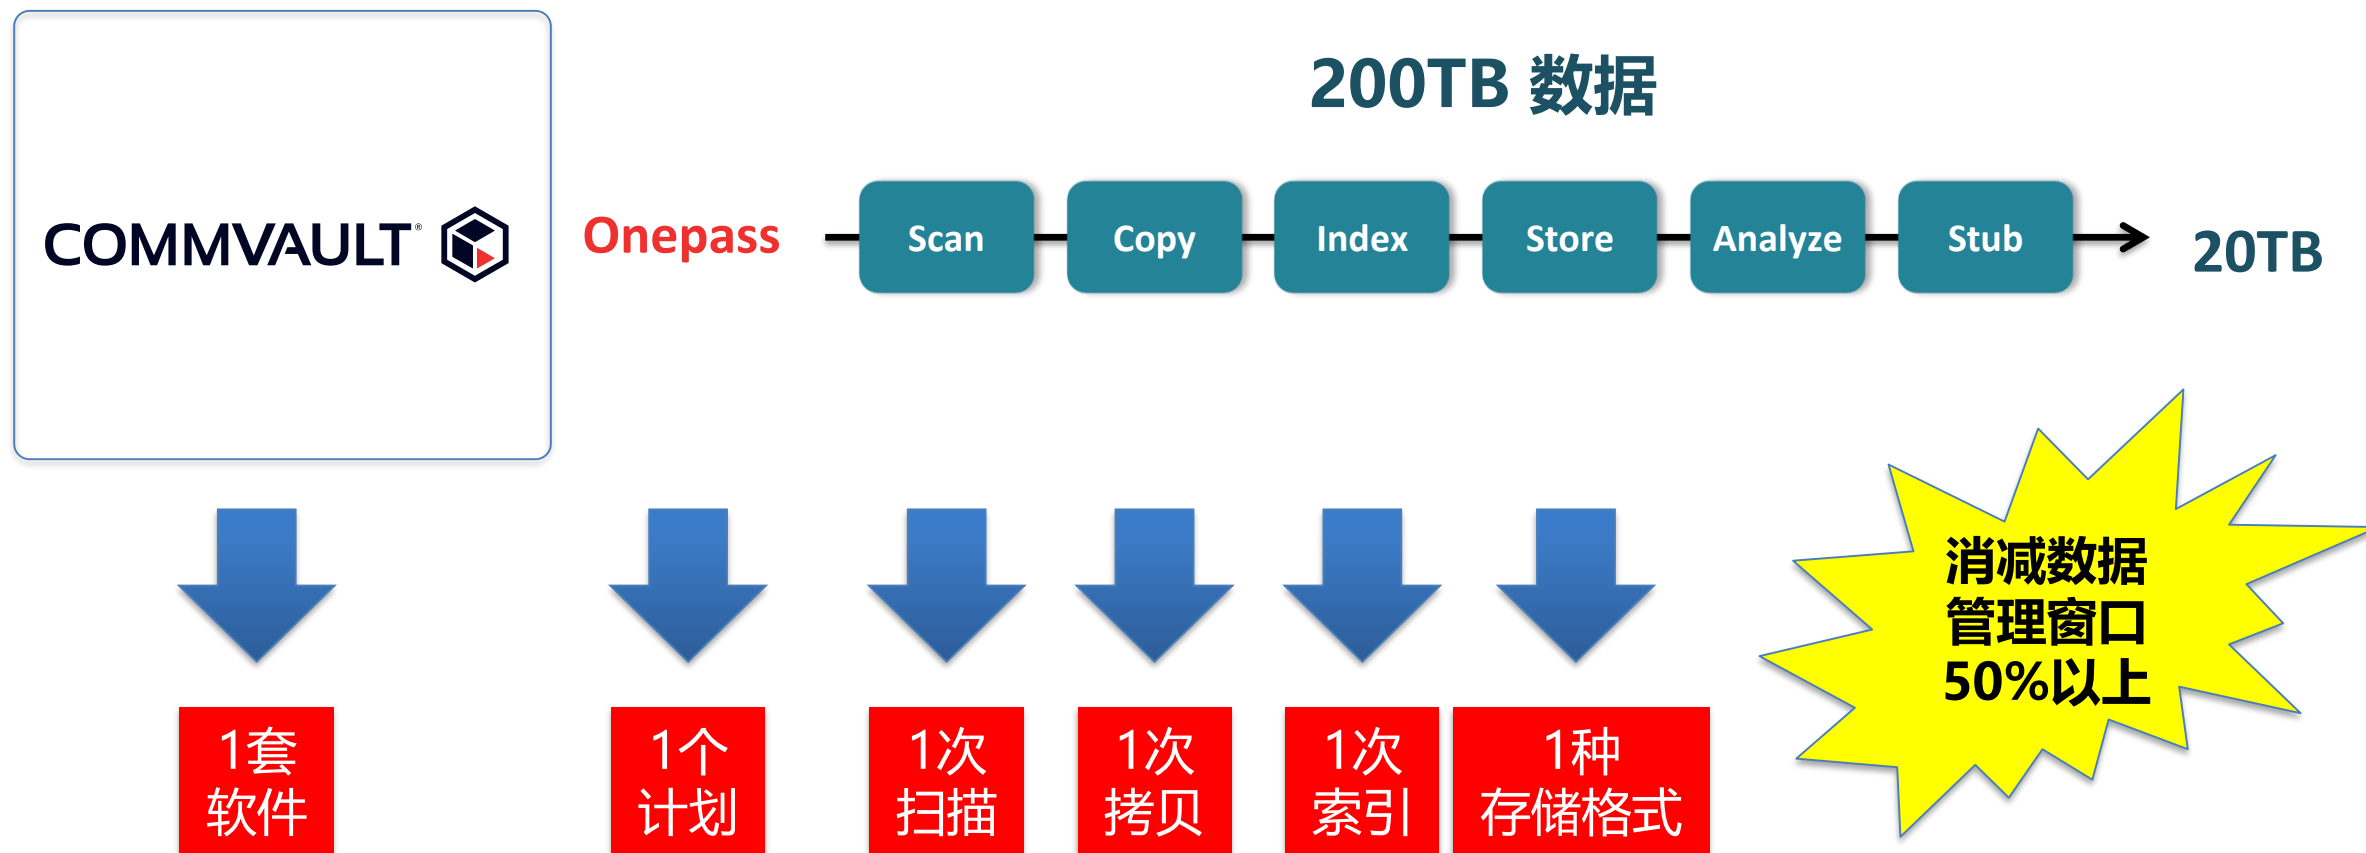 200TB 数据
COMMVAULT®
Onepass
Scan
Copy
Index
Store
Analyze
Stub
20TB
消减数据
管理窗口
50%以上
1套
软件
1个
计划
1次
扫描
1次
拷贝
1次
索引
1种
存储格式